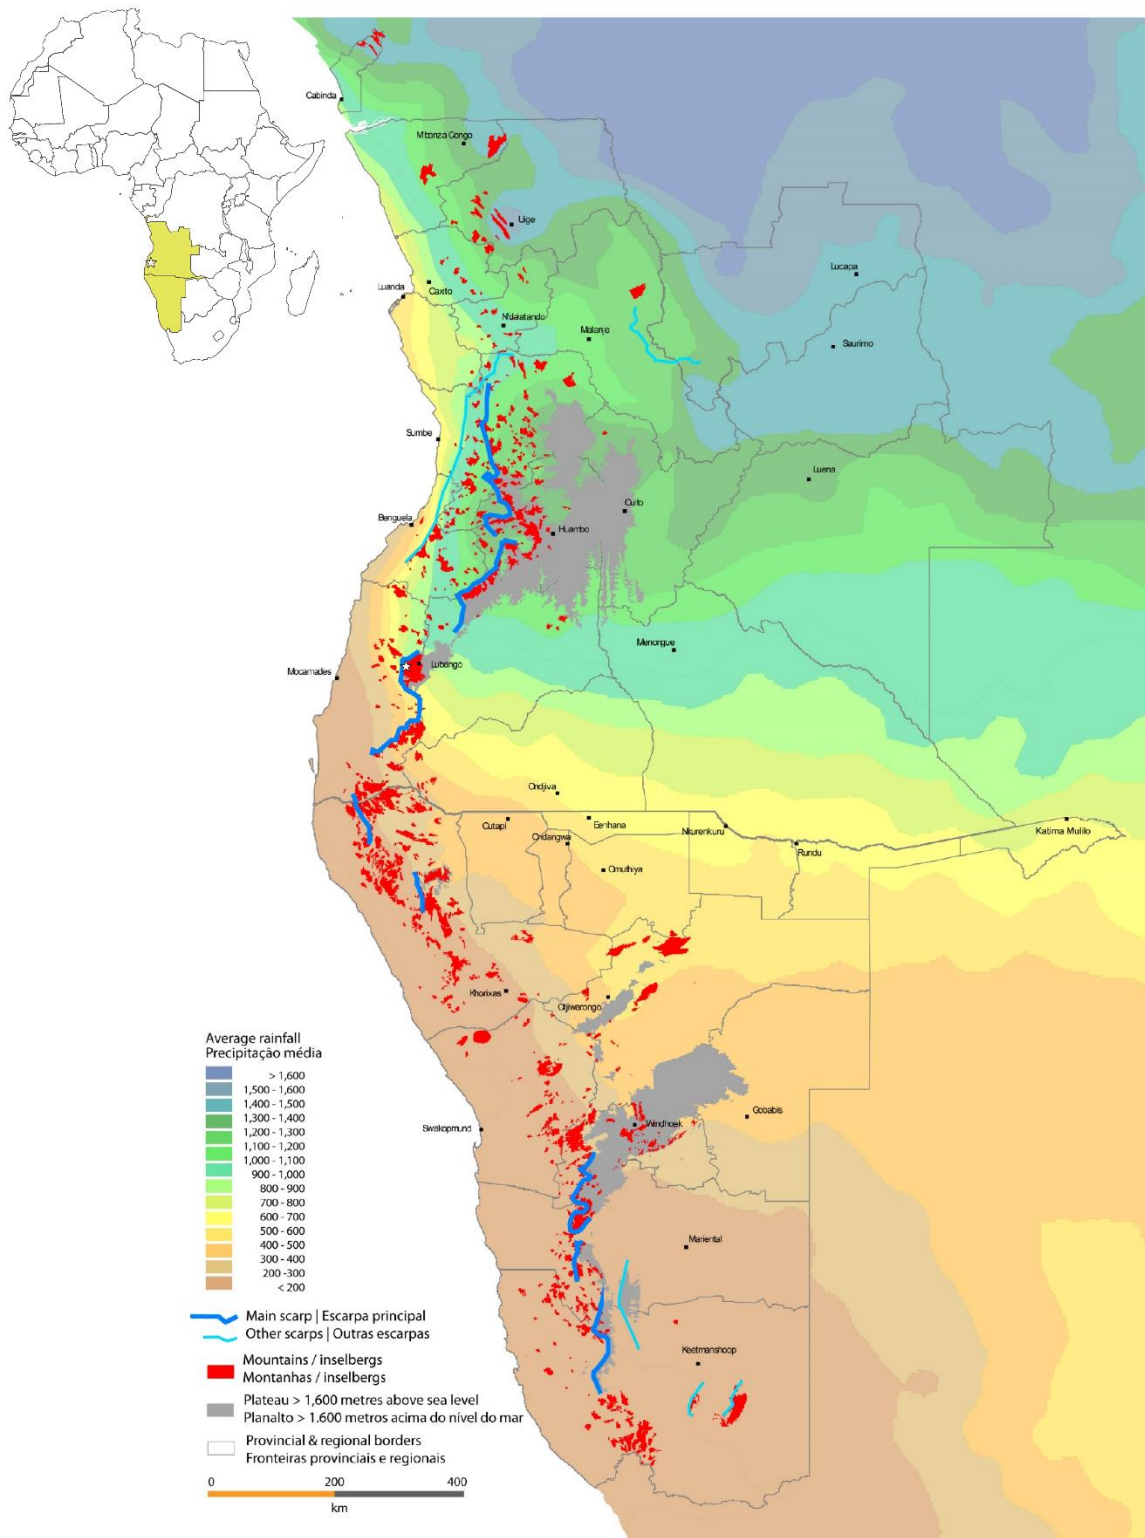 Cabinda
M'banza Congo
Uige
Lucapa
Luanda
Caxito
N'dalatando
Malanje
Saurimo
Sumbe
Luena
Cuito
Benguela
Huambo
Menongue
Lubango
Mocamades
Ondjiva
Outapi
Eenhana
Nkurenkuru
Katima Mulilo
Ondangwa
Rundu
Omuthiya
Khorixas
Otjiwarongo
Average rainfall
Precipitação média
> 1,600
1,500 - 1,600
1,400 - 1,500
1,300 - 1,400
1,200 - 1,300
1,100 - 1,200
1,000 - 1,100
900 - 1,000
800 - 900
700 - 800
600 - 700
500 - 600
400 - 500
300 - 400
200 -300
< 200
Swakopmund
Windhoek
Gobabis
Mariental
Keetmanshoop
Main scarp | Escarpa principal
Other scarps | Outras escarpas
Mountains / inselbergs
Montanhas / inselbergs
Plateau > 1,600 metres above sea level
Planalto > 1.600 metros acima do nível do mar
Provincial & regional borders
Fronteiras provinciais e regionais
0 200 400
km